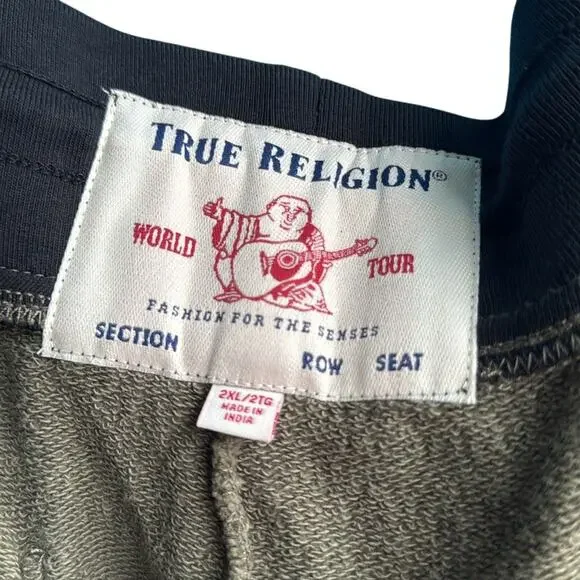 TRUE RELIGION®
WORLD TOUR
FASHION FOR THE SENSES
SECTION ROW SEAT
2XL/2TG
MADE IN
INDIA